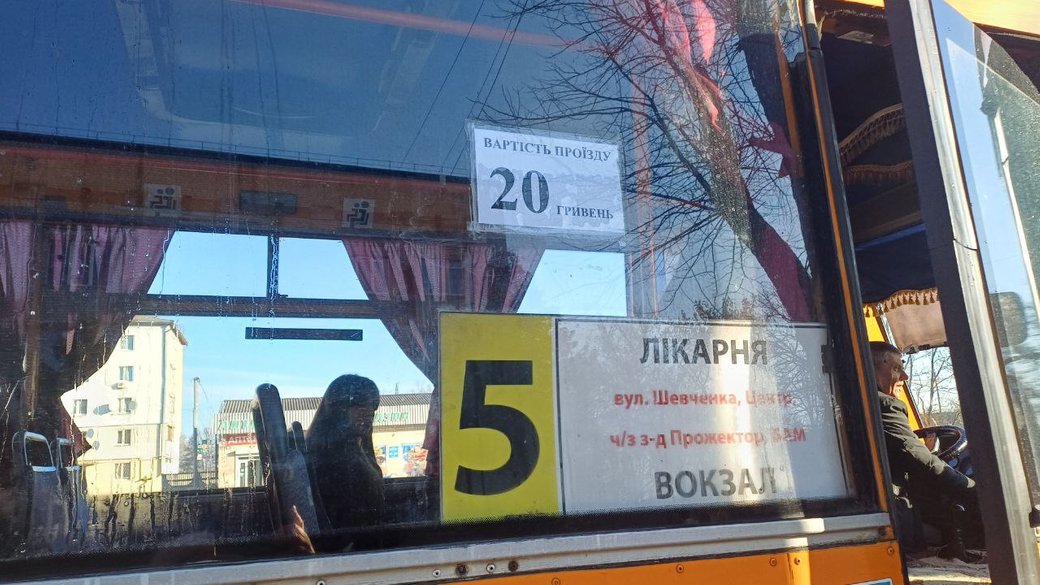 ВАРТІСТЬ ПРОЇЗДУ
20 ГРИВЕНЬ
5
ЛІКАРНЯ
вул. Шевченка, Центр
ч/з з-д Прожектор, БАМ
ВОКЗАЛ